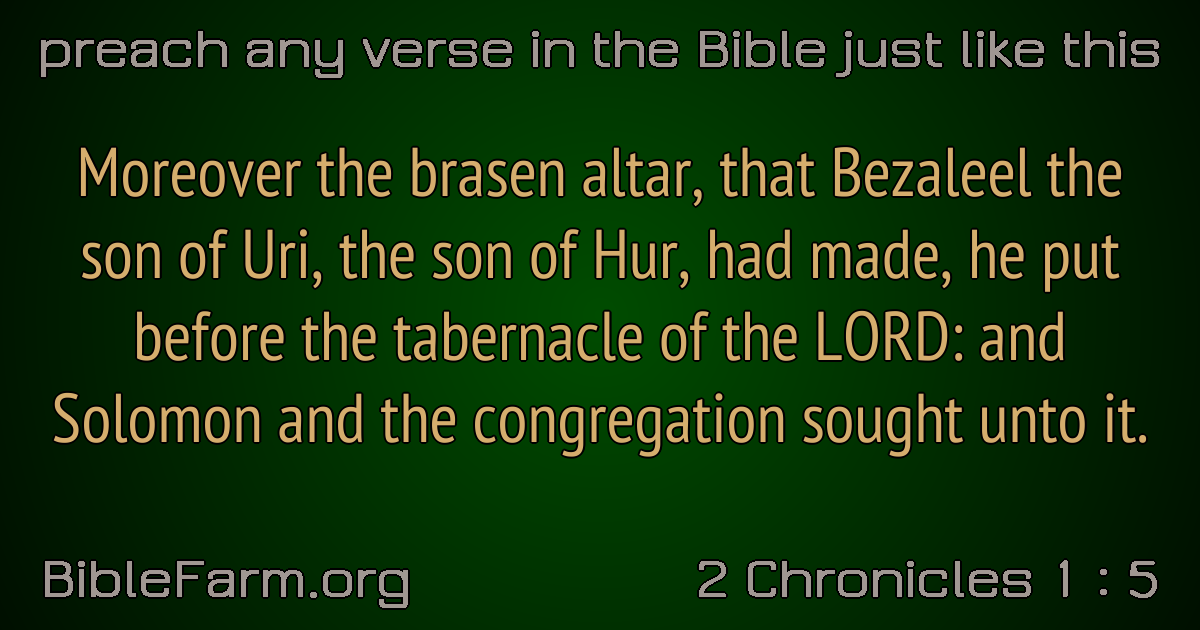 preach any verse in the Bible just like this
Moreover the brasen altar, that Bezaleel the
son of Uri, the son of Hur, had made, he put
before the tabernacle of the LORD: and
Solomon and the congregation sought unto it.
BibleFarm.org
2 Chronicles 1 : 5